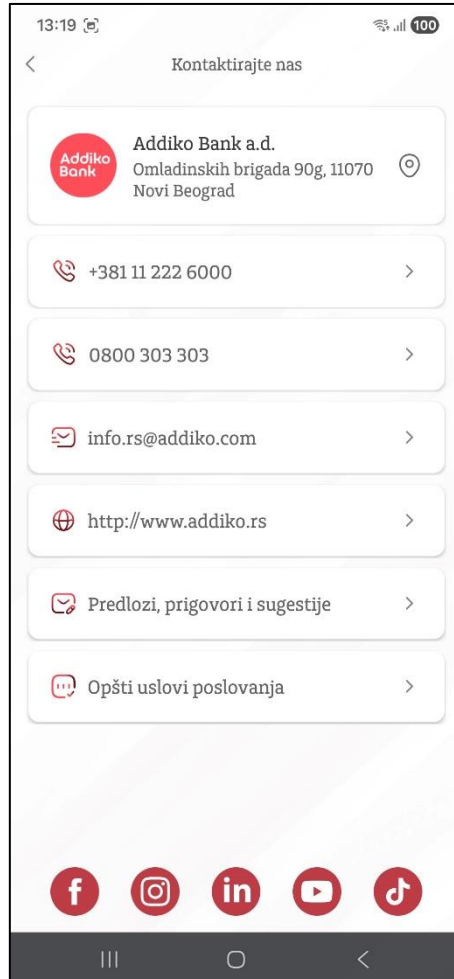 13:19
100
Kontaktirajte nas
Addiko
Bank
Addiko Bank a.d.
Omladinskih brigada 90g, 11070
Novi Beograd
+381 11 222 6000
0800 303 303
info.rs@addiko.com
http://www.addiko.rs
Predlozi, prigovori i sugestije
Opšti uslovi poslovanja
f
in